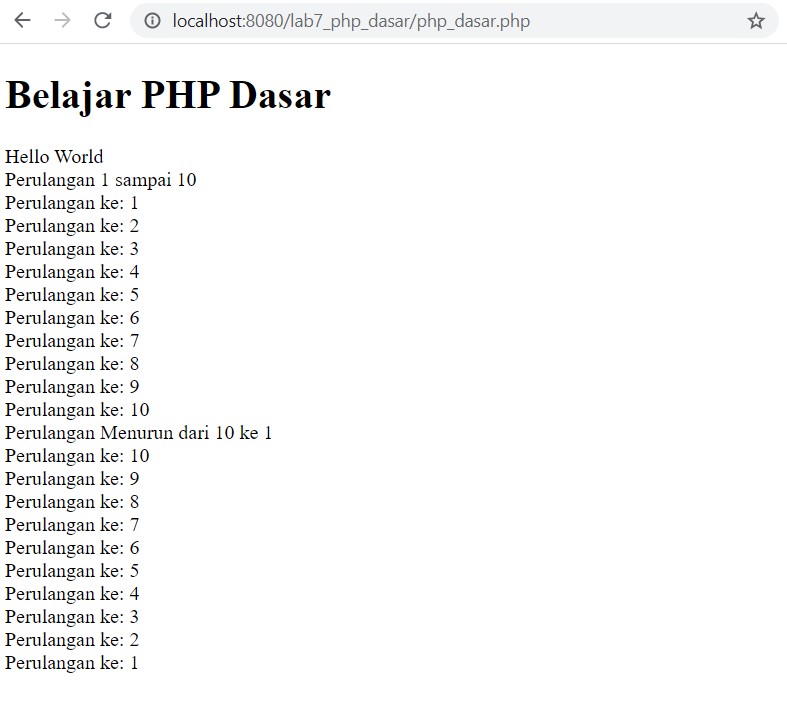 localhost:8080/lab7_php_dasar/php_dasar.php
Belajar PHP Dasar
Hello World
Perulangan 1 sampai 10
Perulangan ke: 1
Perulangan ke: 2
Perulangan ke: 3
Perulangan ke: 4
Perulangan ke: 5
Perulangan ke: 6
Perulangan ke: 7
Perulangan ke: 8
Perulangan ke: 9
Perulangan ke: 10
Perulangan Menurun dari 10 ke 1
Perulangan ke: 10
Perulangan ke: 9
Perulangan ke: 8
Perulangan ke: 7
Perulangan ke: 6
Perulangan ke: 5
Perulangan ke: 4
Perulangan ke: 3
Perulangan ke: 2
Perulangan ke: 1